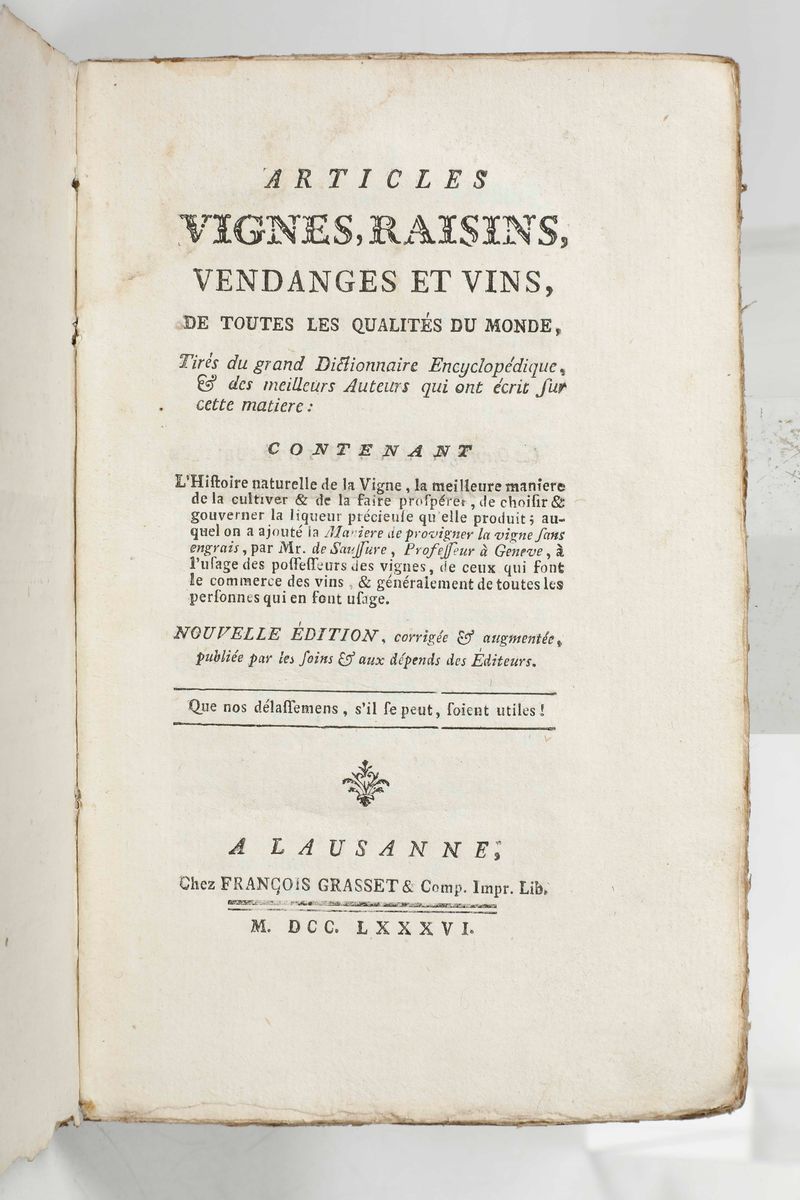 ARTICLES
VIGNES, RAISINS,
VENDANGES ET VINS,
DE TOUTES LES QUALITÉS DU MONDE,
Tirés du grand Dictionnaire Encyclopédique,
& des meilleurs Auteurs qui ont écrit ſur
cette matiere :
CONTENANT
L'Hiſtoire naturelle de la Vigne, la meilleure maniere
de la cultiver & de la faire proſpérer, de choiſir &
gouverner la liqueur précieuſe qu'elle produit ; au-
quel on a ajouté la Maniere de provigner la vigne ſans
engrais, par Mr. de Sauſſure, Profeſſeur à Geneve, à
l'uſage des poſſeſſeurs des vignes, de ceux qui font
le commerce des vins, & généralement de toutes les
perſonnes qui en font uſage.
NOUVELLE ÉDITION, corrigée & augmentée,
publiée par les ſoins & aux dépends des Éditeurs.
Que nos délaſſemens, s'il ſe peut, ſoient utiles !
A LAUSANNE,
Chez FRANÇOIS GRASSET & Comp. Impr. Lib.
M. DCC. LXXXVI.